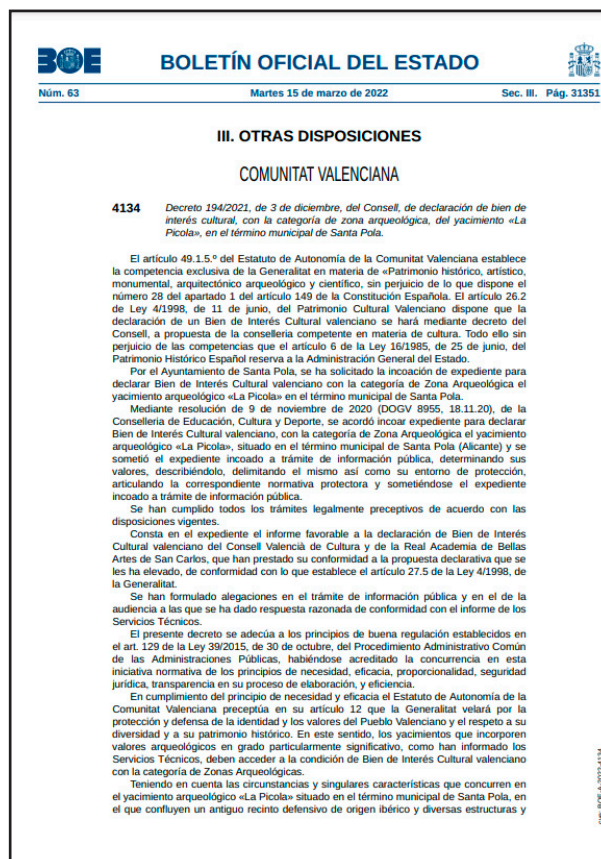 BOE
BOLETÍN OFICIAL DEL ESTADO
Núm. 63
Martes 15 de marzo de 2022
Sec. III. Pág. 31351
III. OTRAS DISPOSICIONES
COMUNITAT VALENCIANA
4134
Decreto 194/2021, de 3 de diciembre, del Consell, de declaración de bien de
interés cultural, con la categoría de zona arqueológica, del yacimiento «La
Picola», en el término municipal de Santa Pola.
El artículo 49.1.5.º del Estatuto de Autonomía de la Comunitat Valenciana establece
la competencia exclusiva de la Generalitat en materia de «Patrimonio histórico, artístico,
monumental, arquitectónico arqueológico y científico, sin perjuicio de lo que dispone el
número 28 del apartado 1 del artículo 149 de la Constitución Española. El artículo 26.2
de Ley 4/1998, de 11 de junio, del Patrimonio Cultural Valenciano dispone que la
declaración de un Bien de Interés Cultural valenciano se hará mediante decreto del
Consell, a propuesta de la conselleria competente en materia de cultura. Todo ello sin
perjuicio de las competencias que el artículo 6 de la Ley 16/1985, de 25 de junio, del
Patrimonio Histórico Español reserva a la Administración General del Estado.
Por el Ayuntamiento de Santa Pola, se ha solicitado la incoación de expediente para
declarar Bien de Interés Cultural valenciano con la categoría de Zona Arqueológica el
yacimiento arqueológico «La Picola» en el término municipal de Santa Pola.
Mediante resolución de 9 de noviembre de 2020 (DOGV 8955, 18.11.20), de la
Conselleria de Educación, Cultura y Deporte, se acordó incoar expediente para declarar
Bien de Interés Cultural valenciano, con la categoría de Zona Arqueológica el yacimiento
arqueológico «La Picola», situado en el término municipal de Santa Pola (Alicante) y se
sometió el expediente incoado a trámite de información pública, determinando sus
valores, describiéndolo, delimitando el mismo así como su entorno de protección,
articulando la correspondiente normativa protectora y sometiéndose el expediente
incoado a trámite de información pública.
Se han cumplido todos los trámites legalmente preceptivos de acuerdo con las
disposiciones vigentes.
Consta en el expediente el informe favorable a la declaración de Bien de Interés
Cultural valenciano del Consell Valencià de Cultura y de la Real Academia de Bellas
Artes de San Carlos, que han prestado su conformidad a la propuesta declarativa que se
les ha elevado, de conformidad con lo que establece el artículo 27.5 de la Ley 4/1998, de
la Generalitat.
Se han formulado alegaciones en el trámite de información pública y en el de la
audiencia a las que se ha dado respuesta razonada de conformidad con el informe de los
Servicios Técnicos.
El presente decreto se adecúa a los principios de buena regulación establecidos en
el art. 129 de la Ley 39/2015, de 30 de octubre, del Procedimiento Administrativo Común
de las Administraciones Públicas, habiéndose acreditado la concurrencia en esta
iniciativa normativa de los principios de necesidad, eficacia, proporcionalidad, seguridad
jurídica, transparencia en su proceso de elaboración, y eficiencia.
En cumplimiento del principio de necesidad y eficacia el Estatuto de Autonomía de la
Comunitat Valenciana preceptúa en su artículo 12 que la Generalitat velará por la
protección y defensa de la identidad y los valores del Pueblo Valenciano y el respeto a su
diversidad y a su patrimonio histórico. En este sentido, los yacimientos que incorporen
valores arqueológicos en grado particularmente significativo, como han informado los
Servicios Técnicos, deben acceder a la condición de Bien de Interés Cultural valenciano
con la categoría de Zonas Arqueológicas.
Teniendo en cuenta las circunstancias y singulares características que concurren en
el yacimiento arqueológico «La Picola» situado en el término municipal de Santa Pola, en
el que confluyen un antiguo recinto defensivo de origen ibérico y diversas estructuras y
cve: BOE-A-2022-4134